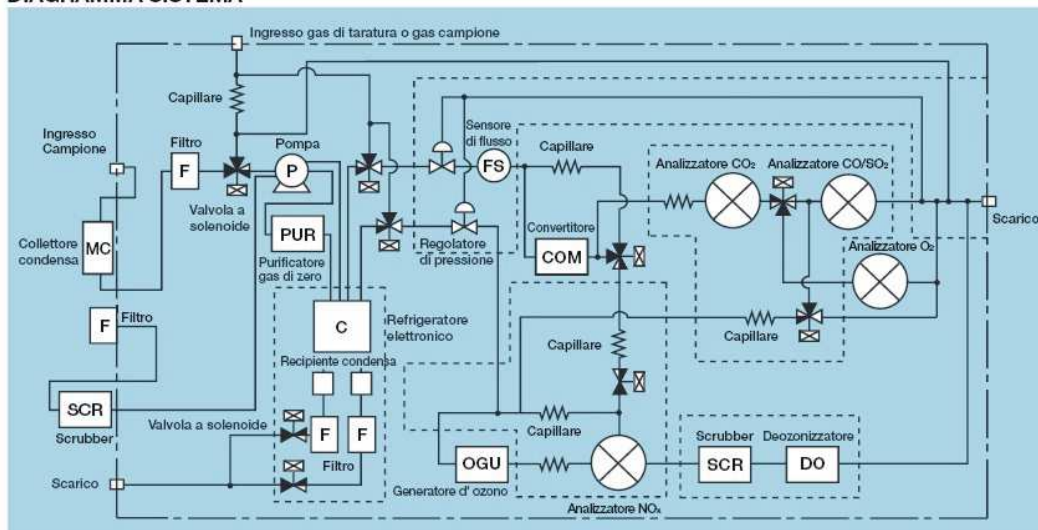 DIAGRAMMA SISTEMA
Ingresso gas di taratura o gas campione
Capillare
Ingresso
Campione
Filtro
F
Pompa
P
Valvola a
solenoide
Sensore
di flusso
FS
Capillare
Analizzatore CO₂
Analizzatore CO/SO₂
Scarico
MC
Collettore
condensa
PUR
Purificatore
gas di zero
Regolatore
di pressione
Convertitore
COM
Analizzatore O₂
F
Filtro
C
Refrigeratore
elettronico
Recipiente condensa
Capillare
Capillare
SCR
Scrubber
Valvola a solenoide
F
F
Filtro
Capillare
Scarico
OGU
Generatore d' ozono
Analizzatore NOx
Scrubber
SCR
Deozonizzatore
DO